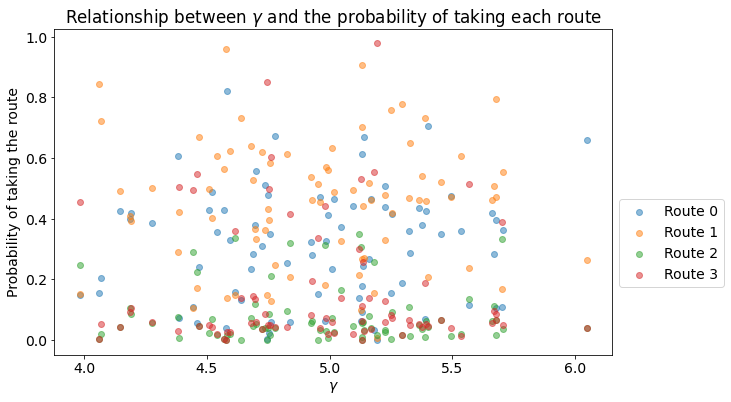 Relationship between γ and the probability of taking each route
Probability of taking the route
1.0
0.8
0.6
0.4
0.2
0.0
4.0 4.5 5.0 5.5 6.0
γ
Route 0
Route 1
Route 2
Route 3